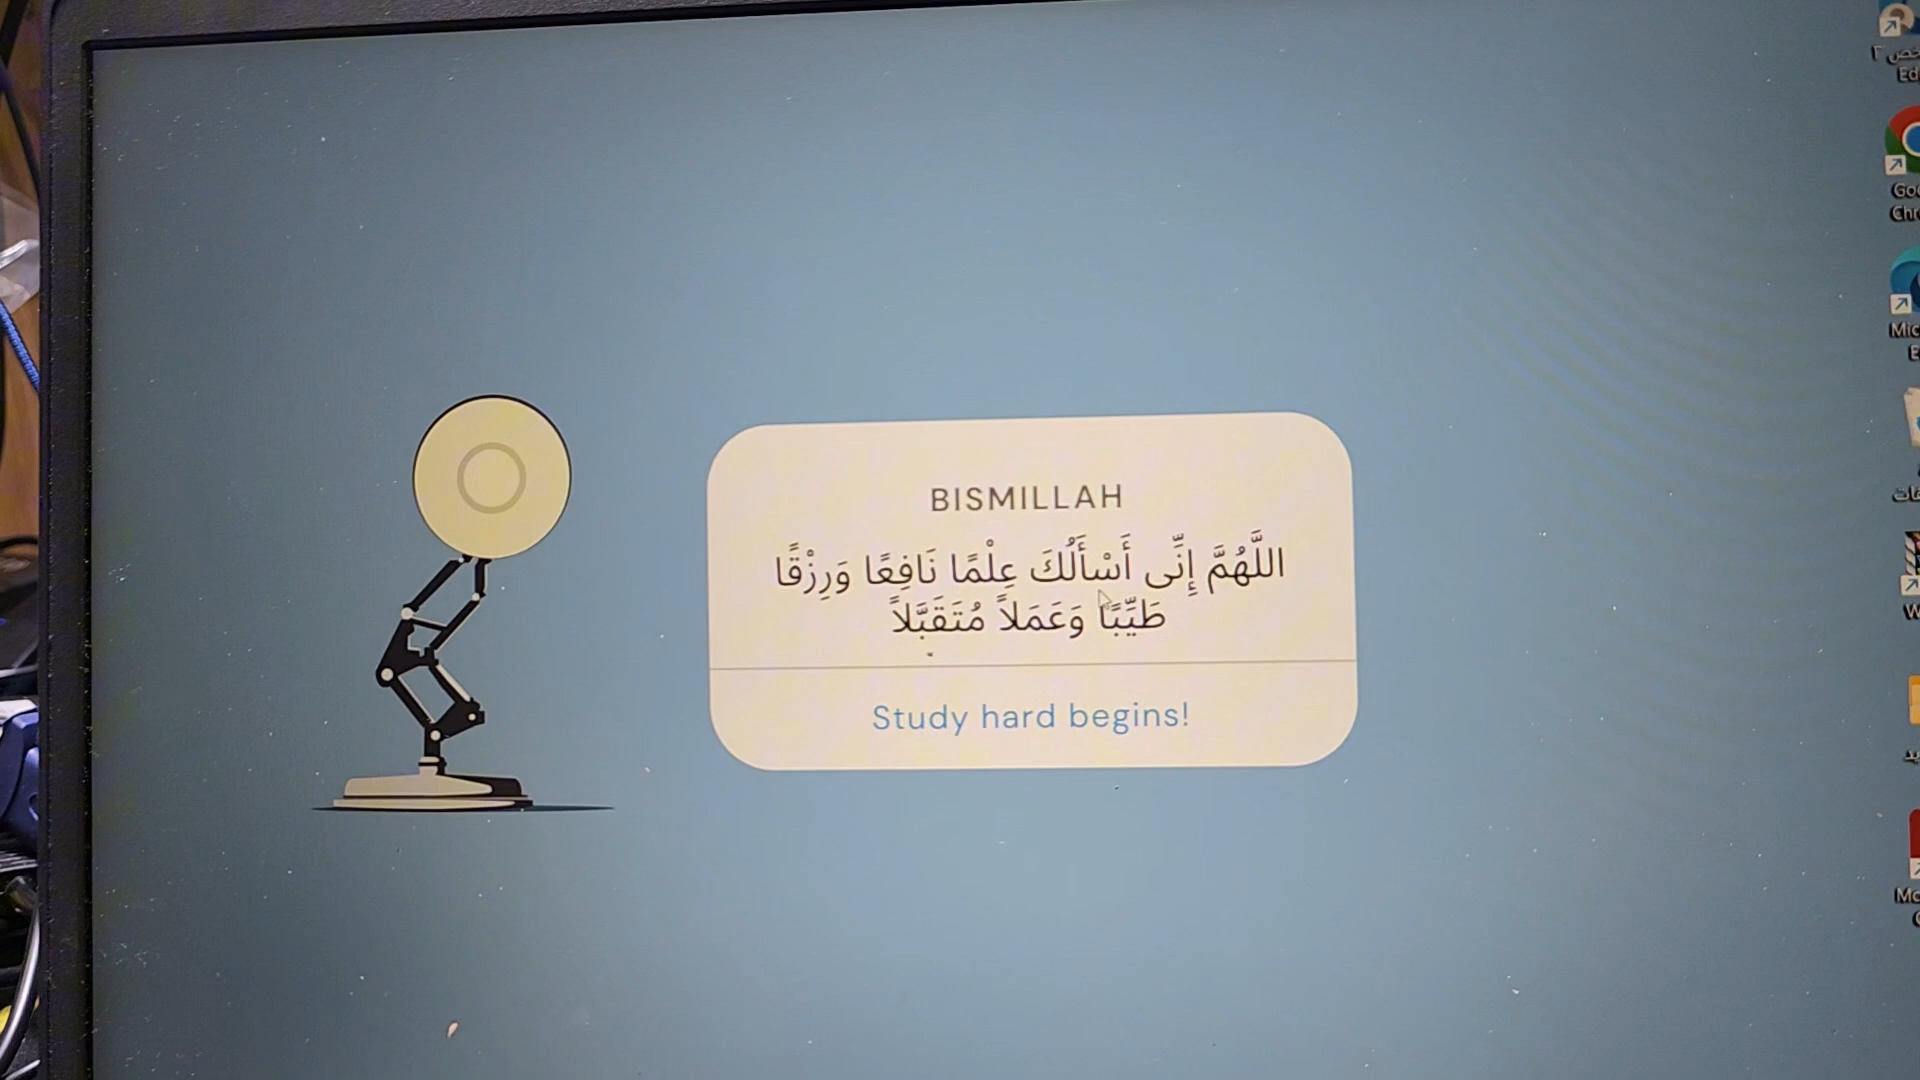 BISMILLAH
اللَّهُمَّ إِنِّى أَسْأَلُكَ عِلْمًا نَافِعًا وَرِزْقًا
طَيِّبًا وَعَمَلاً مُتَقَبَّلاً
Study hard begins!